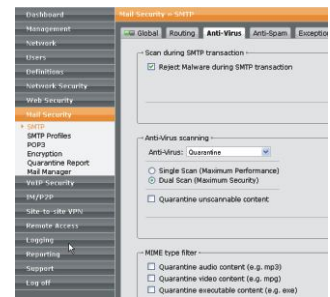 Dashboard
Management
Network
Users
Definitions
Network Security
Web Security
Mail Security
SMTP
SMTP Profiles
POP3
Encryption
Quarantine Report
Mail Manager
VoIP Security
IM/P2P
Site-to-site VPN
Remote Access
Logging
Reporting
Support
Log off
Mail Security » SMTP
Global Routing Anti-Virus Anti-Spam Exception
Scan during SMTP transaction
Reject Malware during SMTP transaction
Anti-Virus scanning
Anti-Virus: Quarantine
Single Scan (Maximum Performance)
Dual Scan (Maximum Security)
Quarantine unscannable content
MIME type filter
Quarantine audio content (e.g. mp3)
Quarantine video content (e.g. mpg)
Quarantine executable content (e.g. exe)